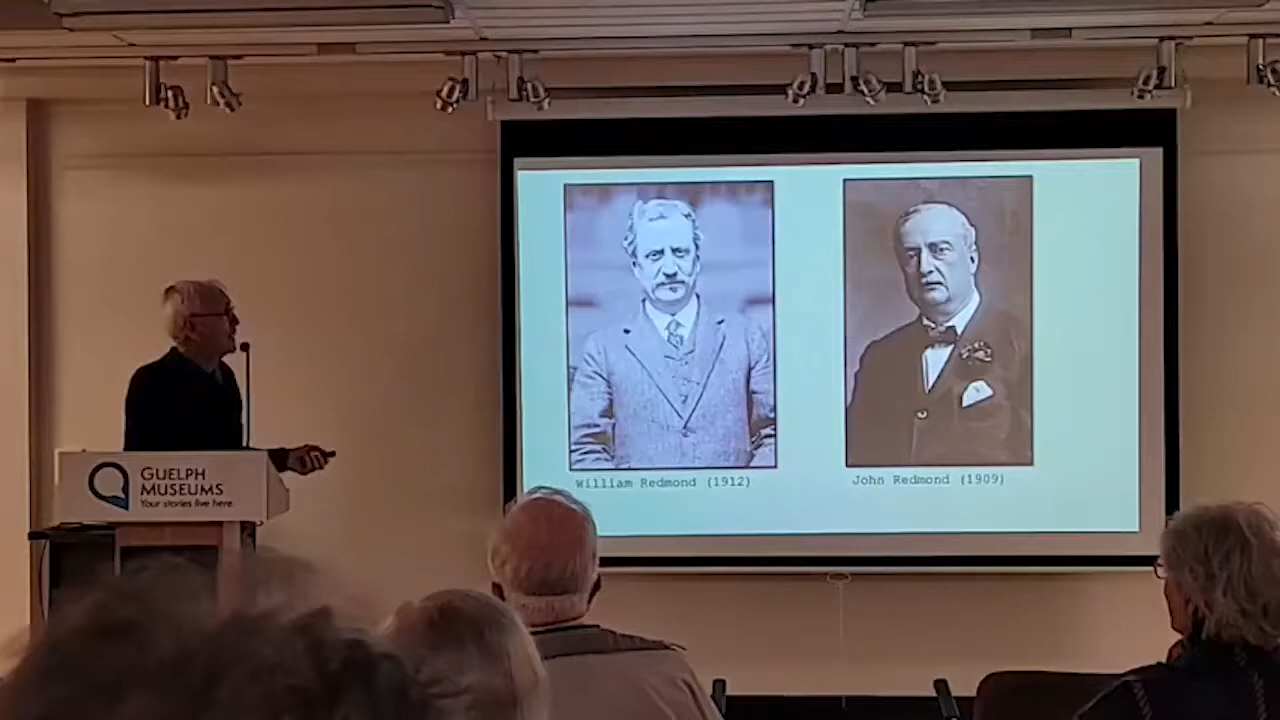 GUELPH
MUSEUMS
Your stories live here.
William Redmond (1912)
John Redmond (1909)